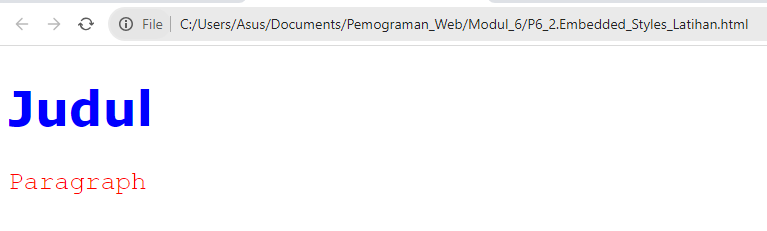 File C:/Users/Asus/Documents/Pemograman_Web/Modul_6/P6_2.Embedded_Styles_Latihan.html
Judul
Paragraph